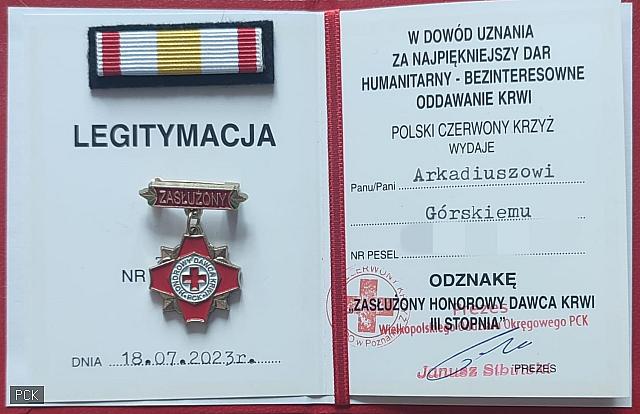 LEGITYMACJA
ZASŁUŻONY
HONOROWY DAWCA KRWI
PCK
NR
DNIA 18.07.2023r.
W DOWÓD UZNANIA
ZA NAJPIĘKNIEJSZY DAR
HUMANITARNY - BEZINTERESOWNE
ODDAWANIE KRWI
POLSKI CZERWONY KRZYŻ
WYDAJE
Panu/Pani Arkadiuszowi
Górskiemu
NR PESEL
ODZNAKĘ
„ZASŁUŻONY HONOROWY DAWCA KRWI
III STOPNIA”
Prezes
Wielkopolskiego Okręgowego PCK
Janusz
PREZES
PCK